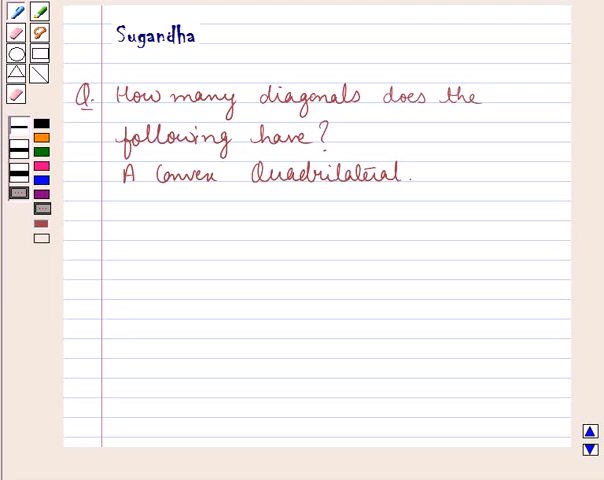 Sugandha
Q. How many diagonals does the
following have?
A Convex Quadrilateral.